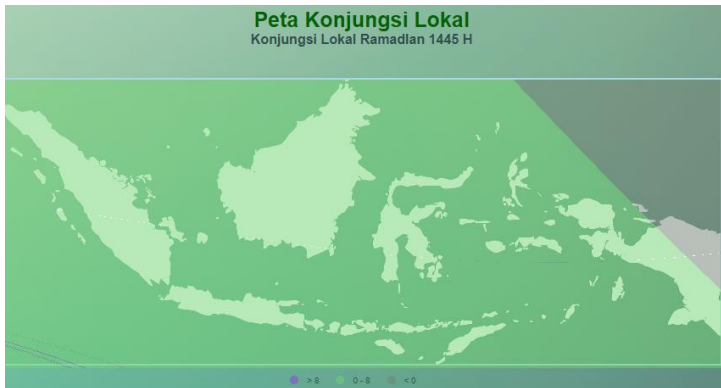 Peta Konjungsi Lokal
Konjungsi Lokal Ramadlan 1445 H
> 8 0 - 8 < 0